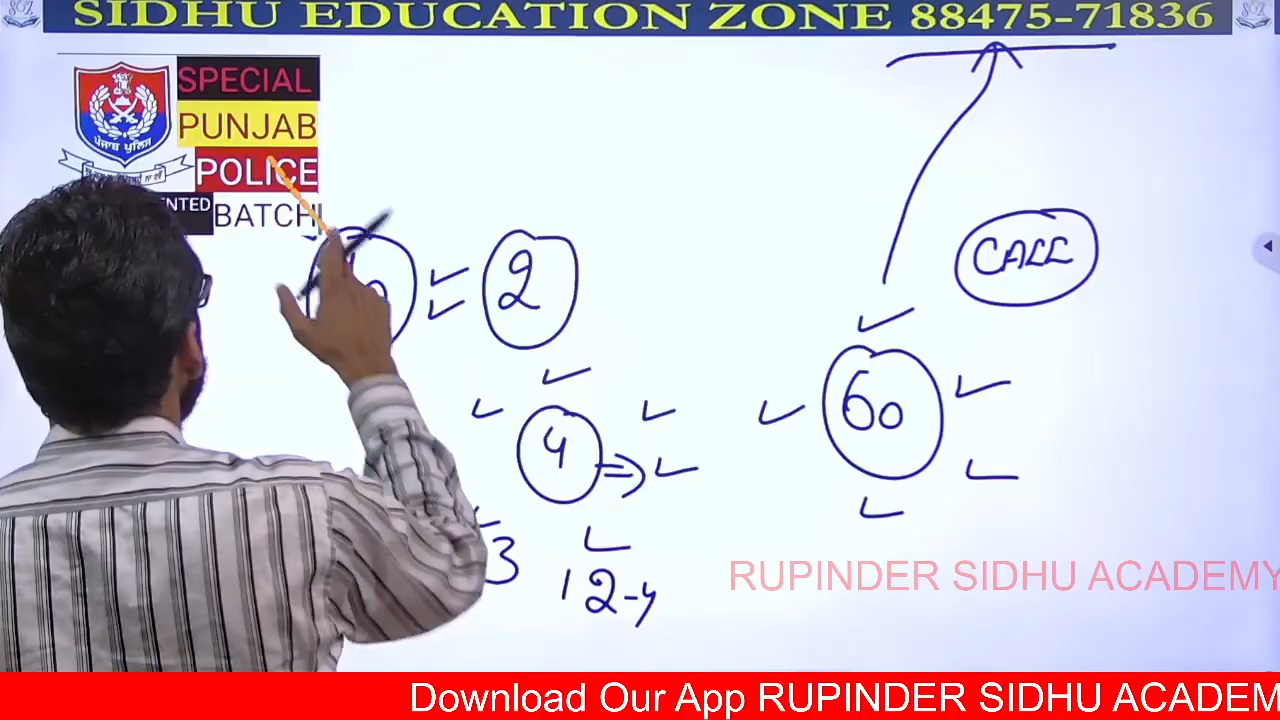 SIDHU EDUCATION ZONE 88475-71836
SPECIAL
PUNJAB
POLICE
BATCH
ਪੰਜਾਬ ਪੁਲਿਸ
2
CALL
60
4
3
12-y
RUPINDER SIDHU ACADEMY
Download Our App RUPINDER SIDHU ACADEM